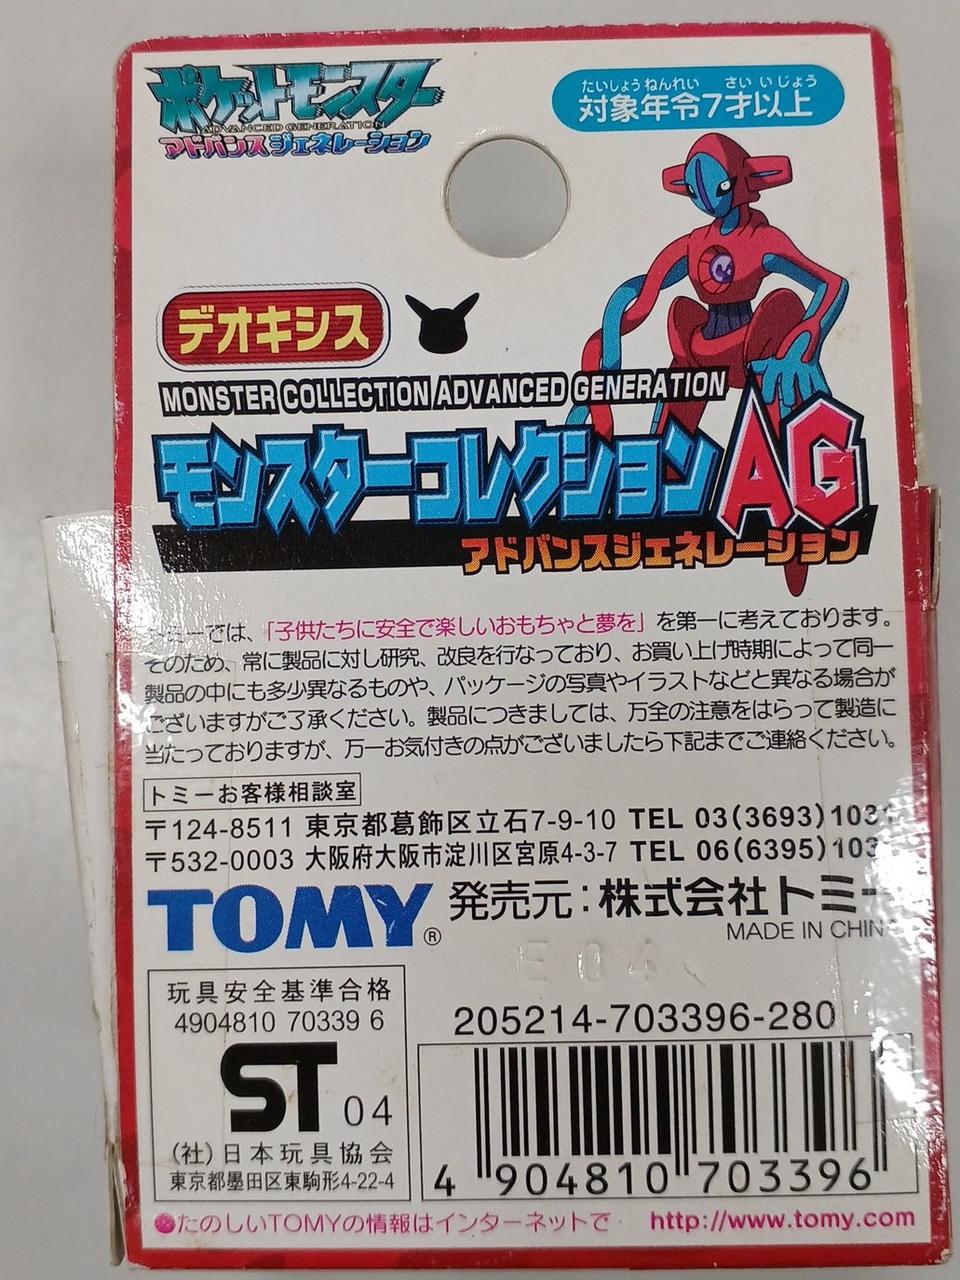 ポケットモンスター
ADVANCED GENERATION
アドバンスジェネレーション
たいしょうねんれい さいいじょう
対象年令7才以上
デオキシス
MONSTER COLLECTION ADVANCED GENERATION
モンスターコレクションAG
アドバンスジェネレーション
トミーでは、「子供たちに安全で楽しいおもちゃと夢を」を第一に考えております。
そのため、常に製品に対し研究、改良を行なっており、お買い上げ時期によって同一
製品の中にも多少異なるものや、パッケージの写真やイラストなどと異なる場合が
ございますがご了承ください。製品につきましては、万全の注意をはらって製造に
当たっておりますが、万一お気付きの点がございましたら下記までご連絡ください。
トミーお客様相談室
〒124-8511 東京都葛飾区立石7-9-10 TEL 03(3693)1031
〒532-0003 大阪府大阪市淀川区宮原4-3-7 TEL 06(6395)103
TOMY® 発売元：株式会社トミー
MADE IN CHINA
E04
玩具安全基準合格
4904810 70339 6
ST 04
(社)日本玩具協会
東京都墨田区東駒形4-22-4
205214-703396-280
4 904810 703396
●たのしいTOMYの情報はインターネットで http://www.tomy.com